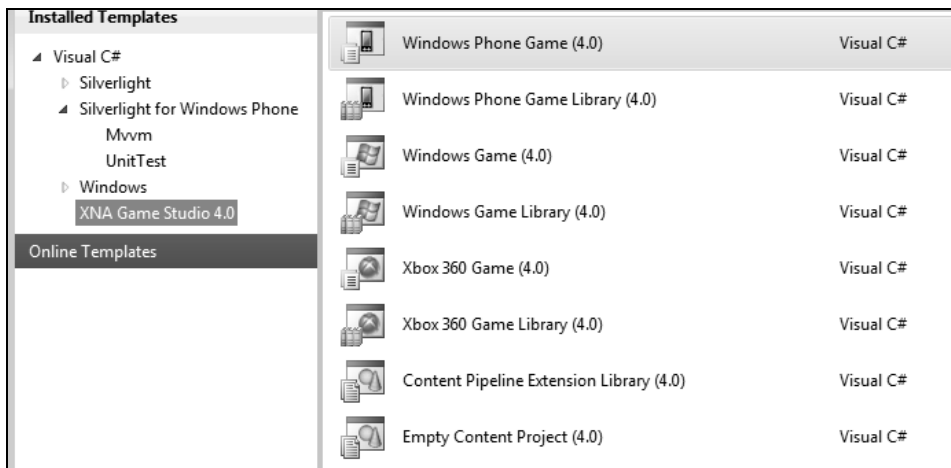 Installed Templates
Visual C#
Silverlight
Silverlight for Windows Phone
Mvvm
UnitTest
Windows
XNA Game Studio 4.0
Online Templates
Windows Phone Game (4.0) Visual C#
Windows Phone Game Library (4.0) Visual C#
Windows Game (4.0) Visual C#
Windows Game Library (4.0) Visual C#
Xbox 360 Game (4.0) Visual C#
Xbox 360 Game Library (4.0) Visual C#
Content Pipeline Extension Library (4.0) Visual C#
Empty Content Project (4.0) Visual C#